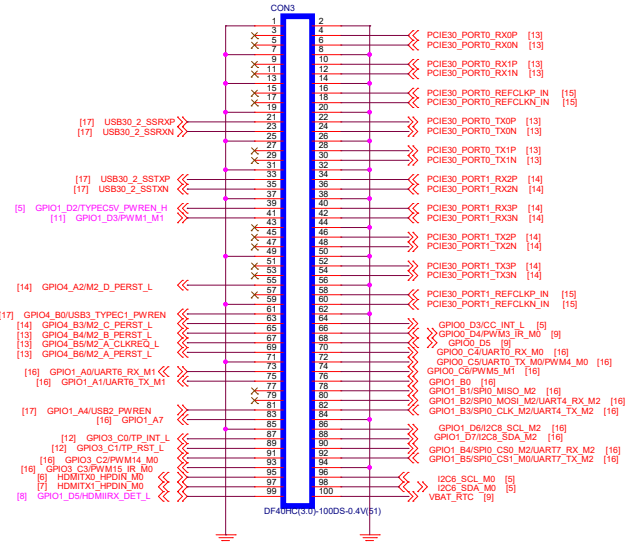 CON3
1 2
3 4 PCIE30_PORT0_RX0P [13]
5 6 PCIE30_PORT0_RX0N [13]
7 8
9 10 PCIE30_PORT0_RX1P [13]
11 12 PCIE30_PORT0_RX1N [13]
13 14
15 16 PCIE30_PORT0_REFCLKP_IN [15]
17 18 PCIE30_PORT0_REFCLKN_IN [15]
19 20
[17] USB30_2_SSRXP 21 22 PCIE30_PORT0_TX0P [13]
[17] USB30_2_SSRXN 23 24 PCIE30_PORT0_TX0N [13]
25 26
27 28 PCIE30_PORT0_TX1P [13]
29 30 PCIE30_PORT0_TX1N [13]
31 32
[17] USB30_2_SSTXP 33 34 PCIE30_PORT1_RX2P [14]
[17] USB30_2_SSTXN 35 36 PCIE30_PORT1_RX2N [14]
37 38
[5] GPIO1_D2/TYPEC5V_PWREN_H 39 40 PCIE30_PORT1_RX3P [14]
[11] GPIO1_D3/PWM1_M1 41 42 PCIE30_PORT1_RX3N [14]
43 44
45 46 PCIE30_PORT1_TX2P [14]
47 48 PCIE30_PORT1_TX2N [14]
49 50
51 52 PCIE30_PORT1_TX3P [14]
53 54 PCIE30_PORT1_TX3N [14]
[14] GPIO4_A2/M2_D_PERST_L 55 56
57 58 PCIE30_PORT1_REFCLKP_IN [15]
59 60 PCIE30_PORT1_REFCLKN_IN [15]
[17] GPIO4_B0/USB3_TYPEC1_PWREN 61 62
[14] GPIO4_B3/M2_C_PERST_L 63 64 GPIO0_D3/CC_INT_L [5]
[13] GPIO4_B4/M2_B_PERST_L 65 66 GPIO0_D4/PWM3_IR_M0 [9]
[13] GPIO4_B5/M2_A_CLKREQ_L 67 68 GPIO0_D5 [9]
[13] GPIO4_B6/M2_A_PERST_L 69 70 GPIO0_C4/UART0_RX_M0 [16]
71 72 GPIO0_C5/UART0_TX_M0/PWM4_M0 [16]
[16] GPIO1_A0/UART6_RX_M1 73 74 GPIO0_C6/PWM5_M1 [16]
[16] GPIO1_A1/UART6_TX_M1 75 76 GPIO1_B0 [16]
77 78 GPIO1_B1/SPI0_MISO_M2 [16]
79 80 GPIO1_B2/SPI0_MOSI_M2/UART4_RX_M2 [16]
[17] GPIO1_A4/USB2_PWREN 81 82 GPIO1_B3/SPI0_CLK_M2/UART4_TX_M2 [16]
[16] GPIO1_A7 83 84
85 86 GPIO1_D6/I2C8_SCL_M2 [16]
[12] GPIO3_C0/TP_INT_L 87 88 GPIO1_D7/I2C8_SDA_M2 [16]
[12] GPIO3_C1/TP_RST_L 89 90 GPIO1_B4/SPI0_CS0_M2/UART7_RX_M2 [16]
[16] GPIO3_C2/PWM14_M0 91 92 GPIO1_B5/SPI0_CS1_M0/UART7_TX_M2 [16]
[16] GPIO3_C3/PWM15_IR_M0 93 94
[6] HDMITX0_HPDIN_M0 95 96 I2C6_SCL_M0 [5]
[7] HDMITX1_HPDIN_M0 97 98 I2C6_SDA_M0 [5]
[8] GPIO1_D5/HDMIIRX_DET_L 99 100 VBAT_RTC [9]
DF40HC(3.0)-100DS-0.4V(51)